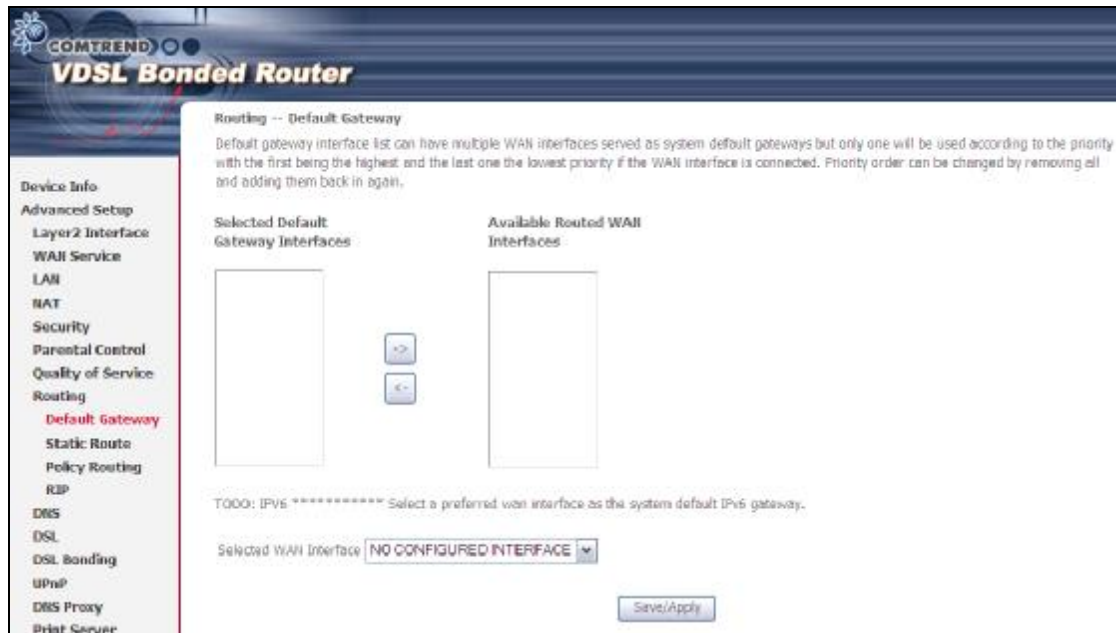 COMTREND
VDSL Bonded Router
Device Info
Advanced Setup
Layer2 Interface
WAN Service
LAN
NAT
Security
Parental Control
Quality of Service
Routing
Default Gateway
Static Route
Policy Routing
RIP
DNS
DSL
DSL Bonding
UPnP
DNS Proxy
Print Server
Routing -- Default Gateway
Default gateway interface list can have multiple WAN interfaces served as system default gateways but only one will be used according to the priority
with the first being the highest and the last one the lowest priority if the WAN interface is connected. Priority order can be changed by removing all
and adding them back in again.
Selected Default
Gateway Interfaces
Available Routed WAN
Interfaces
->
<-
TODO: IPV6 *********** Select a preferred wan interface as the system default IPv6 gateway.
Selected WAN Interface NO CONFIGURED INTERFACE
Save/Apply